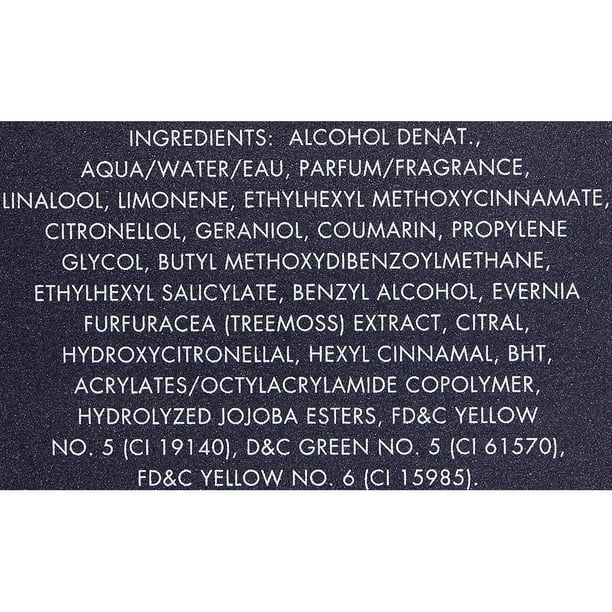 INGREDIENTS: ALCOHOL DENAT.,
AQUA/WATER/EAU, PARFUM/FRAGRANCE,
LINALOOL, LIMONENE, ETHYLHEXYL METHOXYCINNAMATE,
CITRONELLOL, GERANIOL, COUMARIN, PROPYLENE
GLYCOL, BUTYL METHOXYDIBENZOYLMETHANE,
ETHYLHEXYL SALICYLATE, BENZYL ALCOHOL, EVERNIA
FURFURACEA (TREEMOSS) EXTRACT, CITRAL,
HYDROXYCITRONELLAL, HEXYL CINNAMAL, BHT,
ACRYLATES/OCTYLACRYLAMIDE COPOLYMER,
HYDROLYZED JOJOBA ESTERS, FD&C YELLOW
NO. 5 (CI 19140), D&C GREEN NO. 5 (CI 61570),
FD&C YELLOW NO. 6 (CI 15985).